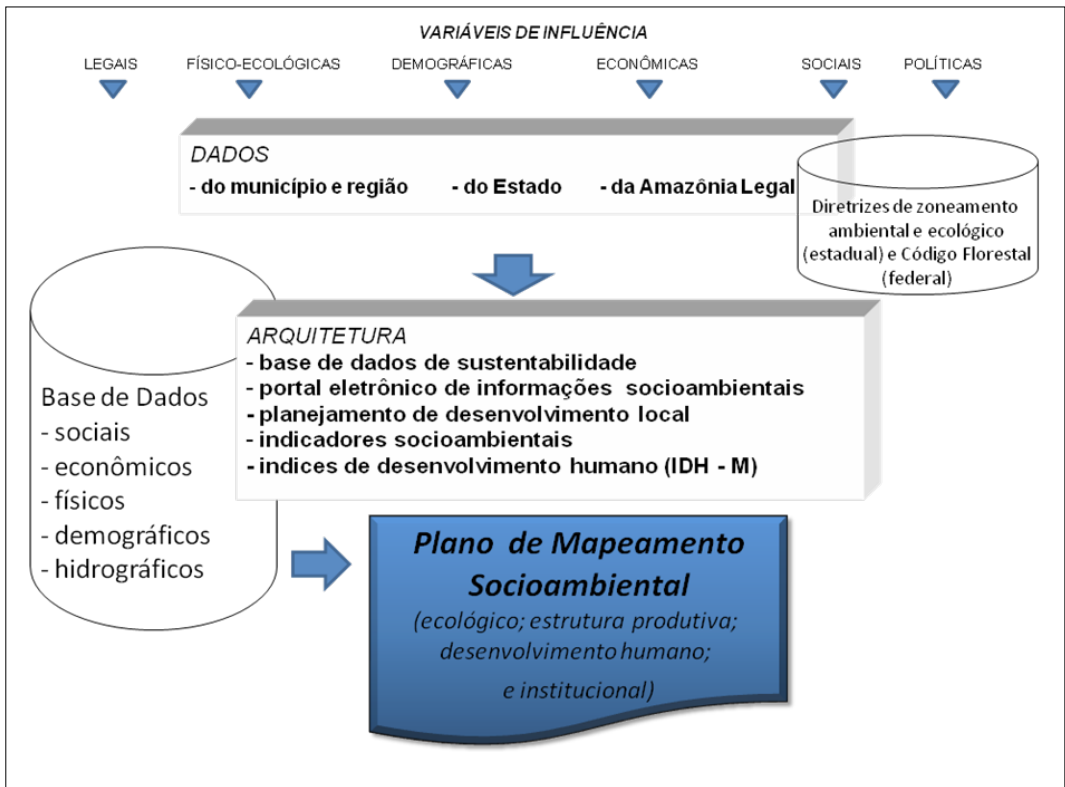 VARIÁVEIS DE INFLUÊNCIA
LEGAIS FÍSICO-ECOLÓGICAS DEMOGRÁFICAS ECONÔMICAS SOCIAIS POLÍTICAS
DADOS
- do município e região - do Estado - da Amazônia Legal
Diretrizes de zoneamento
ambiental e ecológico
(estadual) e Código Florestal
(federal)
ARQUITETURA
- base de dados de sustentabilidade
- portal eletrônico de informações socioambientais
- planejamento de desenvolvimento local
- indicadores socioambientais
- indices de desenvolvimento humano (IDH - M)
Base de Dados
- sociais
- econômicos
- físicos
- demográficos
- hidrográficos
Plano de Mapeamento
Socioambiental
(ecológico; estrutura produtiva;
desenvolvimento humano;
e institucional)